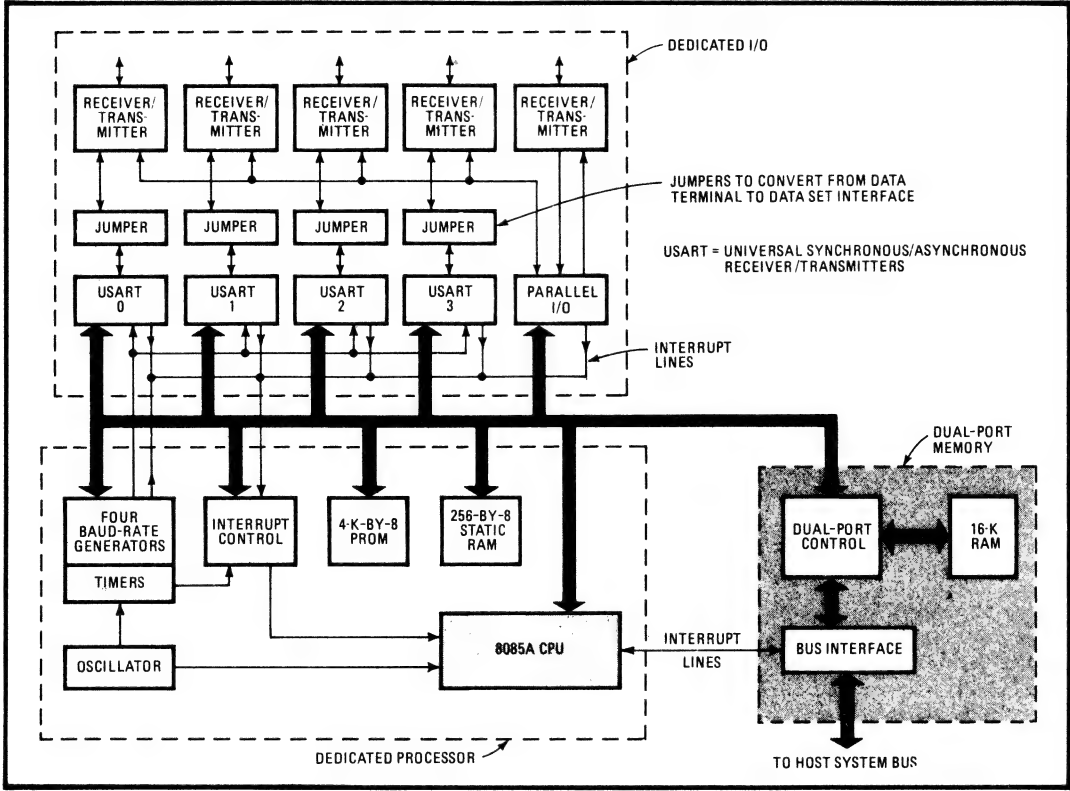 DEDICATED I/O
RECEIVER/
TRANS-
MITTER
RECEIVER/
TRANS-
MITTER
RECEIVER/
TRANS-
MITTER
RECEIVER/
TRANS-
MITTER
RECEIVER/
TRANS-
MITTER
JUMPERS TO CONVERT FROM DATA
TERMINAL TO DATA SET INTERFACE
JUMPER
JUMPER
JUMPER
JUMPER
USART = UNIVERSAL SYNCHRONOUS/ASYNCHRONOUS
RECEIVER/TRANSMITTERS
USART
0
USART
1
USART
2
USART
3
PARALLEL
I/O
INTERRUPT
LINES
DUAL-PORT
MEMORY
FOUR
BAUD-RATE
GENERATORS
TIMERS
INTERRUPT
CONTROL
4-K-BY-8
PROM
256-BY-8
STATIC
RAM
DUAL-PORT
CONTROL
16-K
RAM
OSCILLATOR
8085A CPU
INTERRUPT
LINES
BUS INTERFACE
DEDICATED PROCESSOR
TO HOST SYSTEM BUS